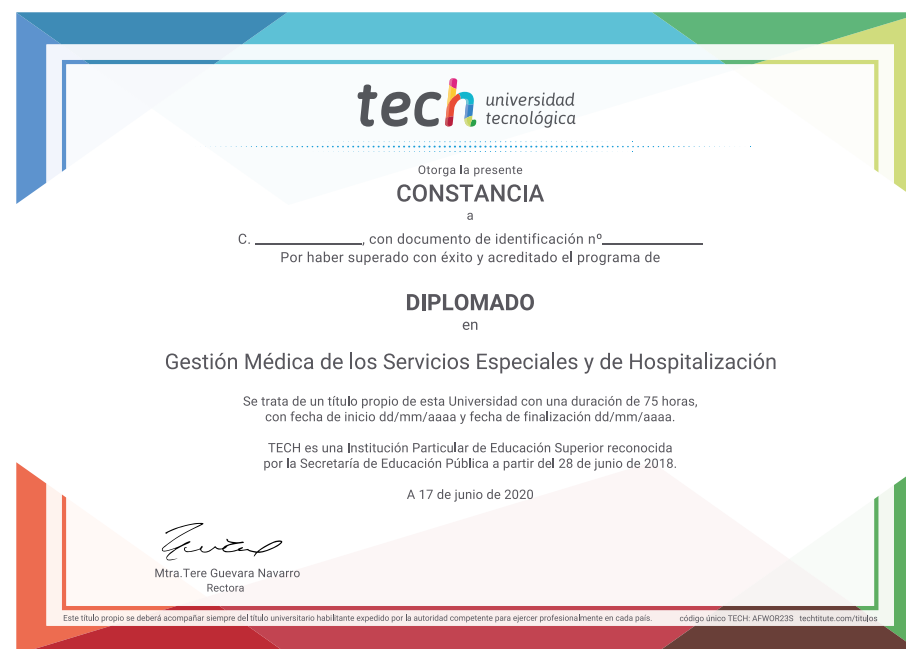 tech universidad
tecnológica
Otorga la presente
CONSTANCIA
a
C. ____________, con documento de identificación nº____________
Por haber superado con éxito y acreditado el programa de
DIPLOMADO
en
Gestión Médica de los Servicios Especiales y de Hospitalización
Se trata de un título propio de esta Universidad con una duración de 75 horas,
con fecha de inicio dd/mm/aaaa y fecha de finalización dd/mm/aaaa.
TECH es una Institución Particular de Educación Superior reconocida
por la Secretaría de Educación Pública a partir del 28 de junio de 2018.
A 17 de junio de 2020
Mtra.Tere Guevara Navarro
Rectora
Este título propio se deberá acompañar siempre del título universitario habilitante expedido por la autoridad competente para ejercer profesionalmente en cada país. código único TECH: AFWOR23S techtitute.com/titulos